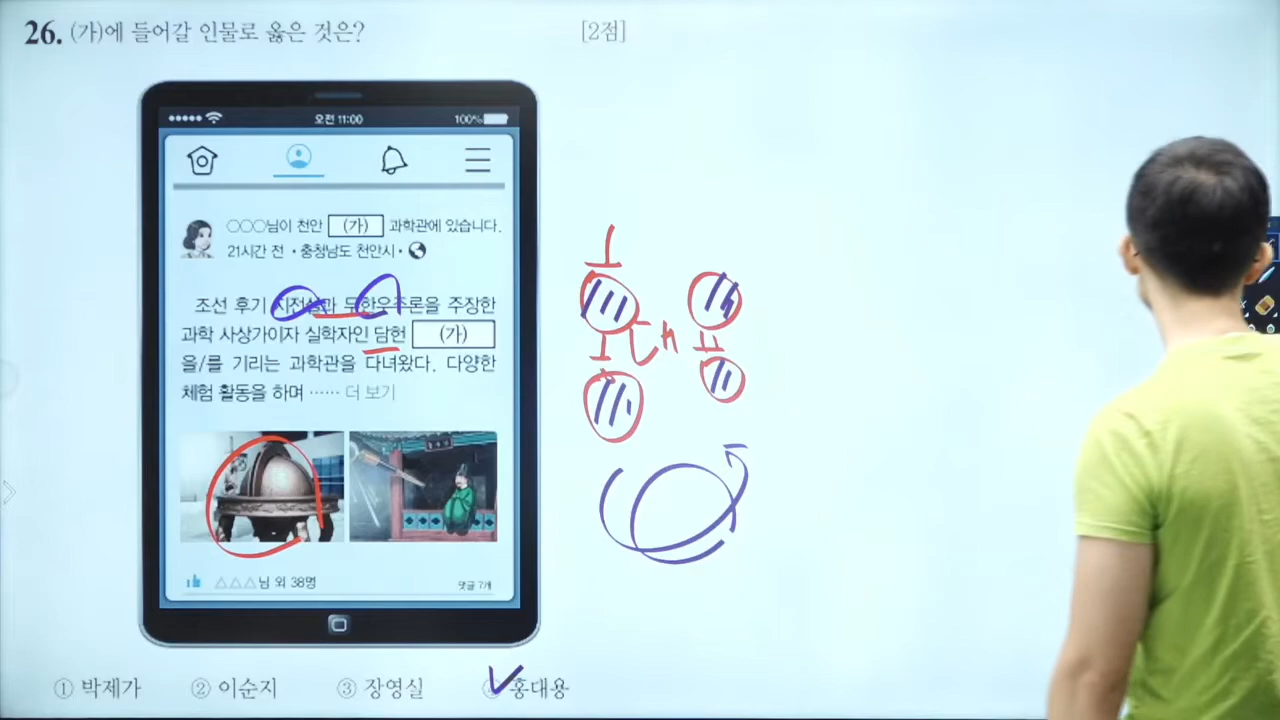 26. (가)에 들어갈 인물로 옳은 것은? [2점]
오전 11:00 100%
○○○님이 천안 (가) 과학관에 있습니다.
21시간 전 · 충청남도 천안시 ·
조선 후기 지전설과 무한우주론을 주장한
과학 사상가이자 실학자인 담헌 (가)
을/를 기리는 과학관을 다녀왔다. 다양한
체험 활동을 하며 …… 더 보기
△△△님 외 38명 댓글 7개
① 박제가 ② 이순지 ③ 장영실 ④ 홍대용